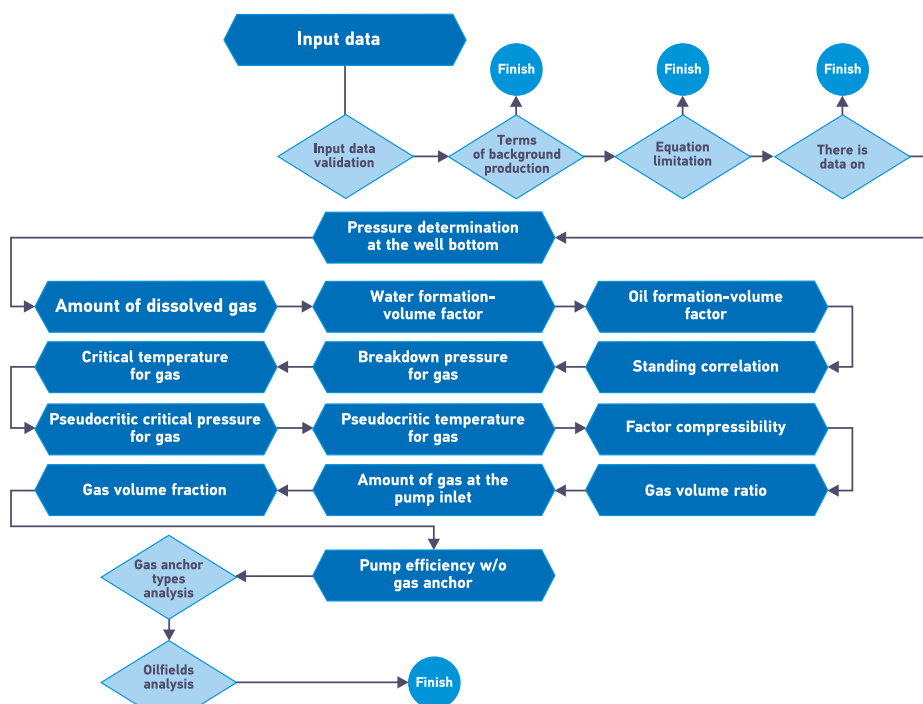 Input data
Finish
Finish
Finish
Input data
validation
Terms
of background
production
Equation
limitation
There is
data on
Pressure determination
at the well bottom
Amount of dissolved gas
Water formation-
volume factor
Oil formation-volume
factor
Critical temperature
for gas
Breakdown pressure
for gas
Standing correlation
Pseudocritic critical pressure
for gas
Pseudocritic temperature
for gas
Factor compressibility
Gas volume fraction
Amount of gas at the
pump inlet
Gas volume ratio
Gas anchor
types
analysis
Pump efficiency w/o
gas anchor
Oilfields
analysis
Finish